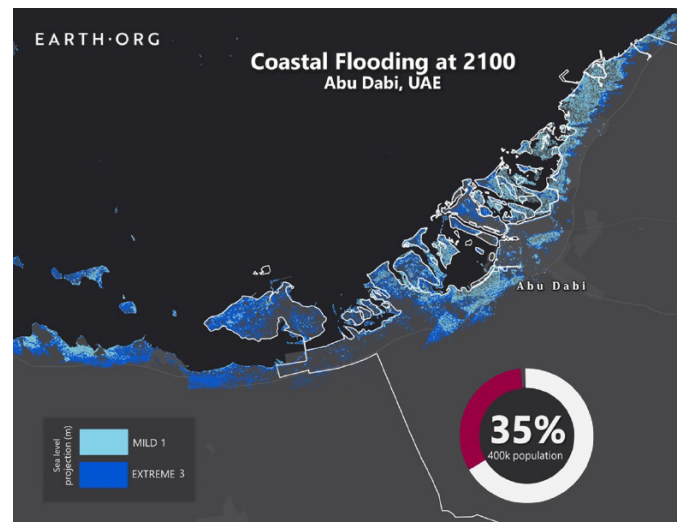 EARTH·ORG
Coastal Flooding at 2100
Abu Dabi, UAE
Abu Dabi
Sea level
projection (m)
MILD 1
EXTREME 3
35%
400k population